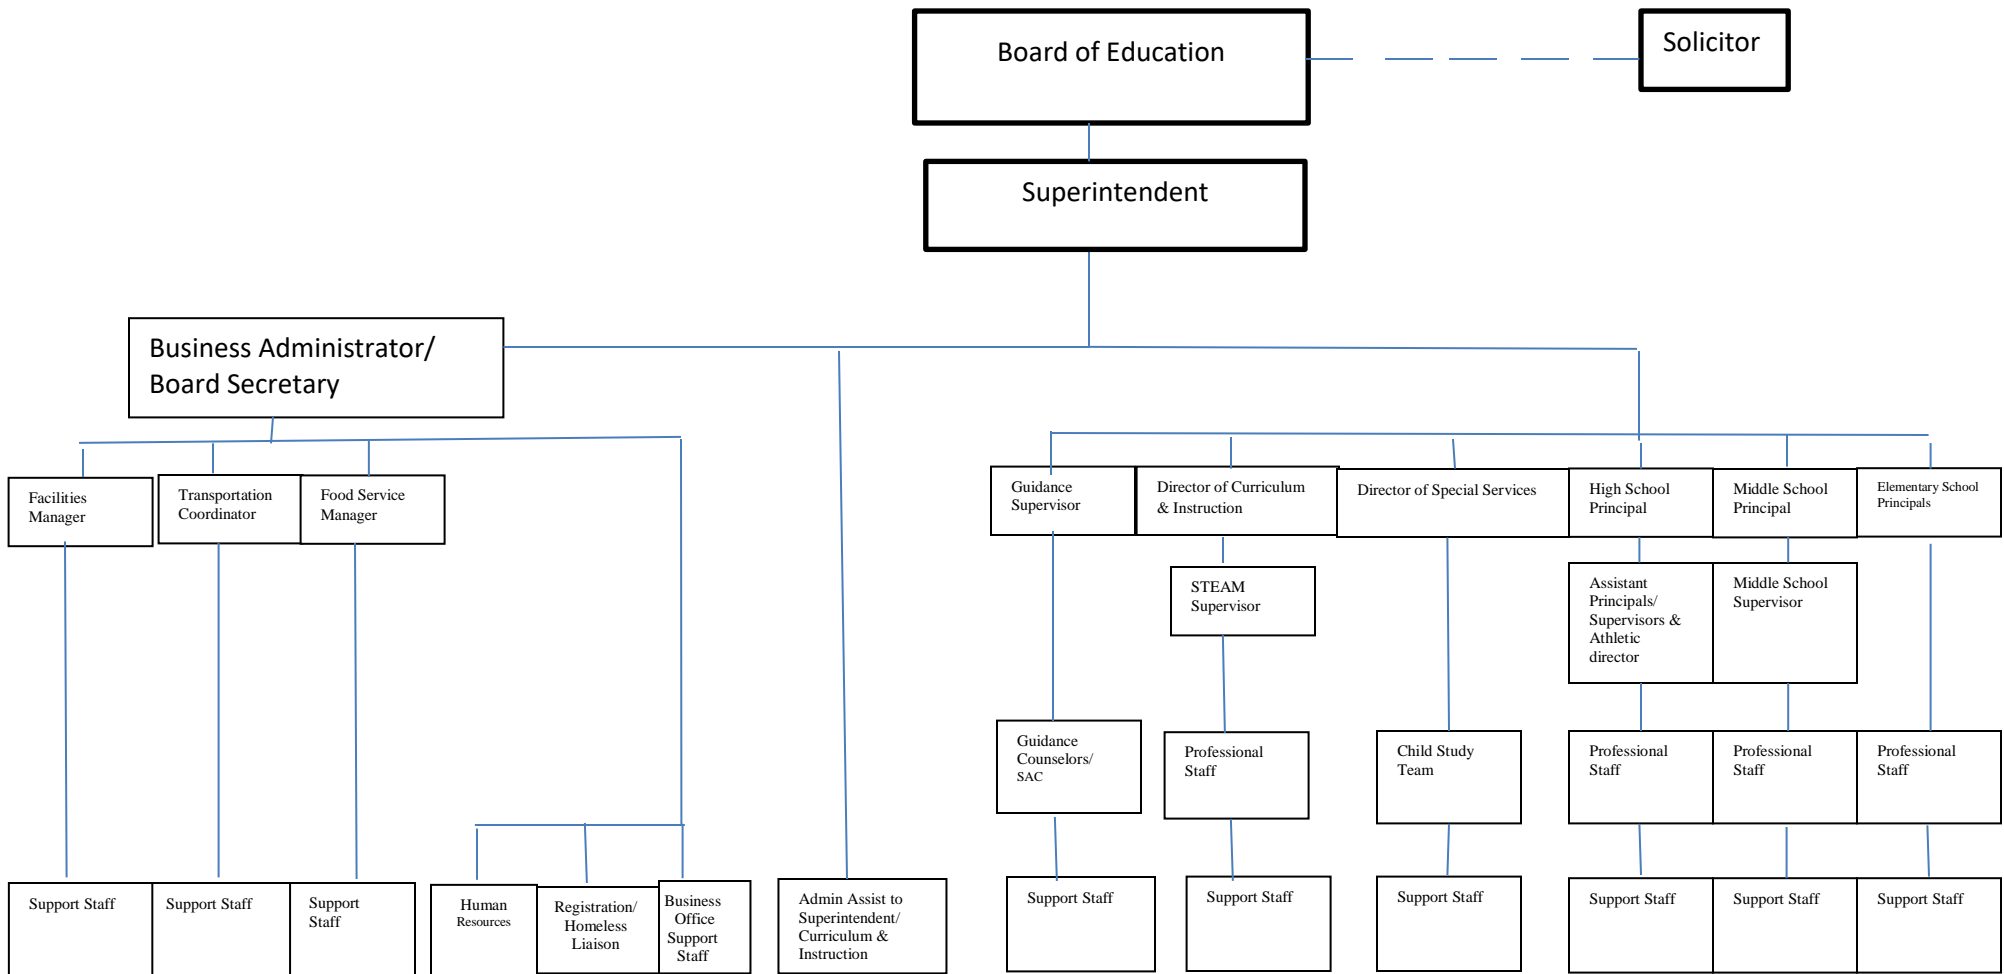 Board of Education
Solicitor
Superintendent
Business Administrator/
Board Secretary
Facilities
Manager
Transportation
Coordinator
Food Service
Manager
Guidance
Supervisor
Director of Curriculum
& Instruction
Director of Special Services
High School
Principal
Middle School
Principal
Elementary School
Principals
STEAM
Supervisor
Assistant
Principals/
Supervisors &
Athletic
director
Middle School
Supervisor
Guidance
Counselors/
SAC
Professional
Staff
Child Study
Team
Professional
Staff
Professional
Staff
Professional
Staff
Support Staff
Support Staff
Support
Staff
Human
Resources
Registration/
Homeless
Liaison
Business
Office
Support
Staff
Admin Assist to
Superintendent/
Curriculum &
Instruction
Support Staff
Support Staff
Support Staff
Support Staff
Support Staff
Support Staff